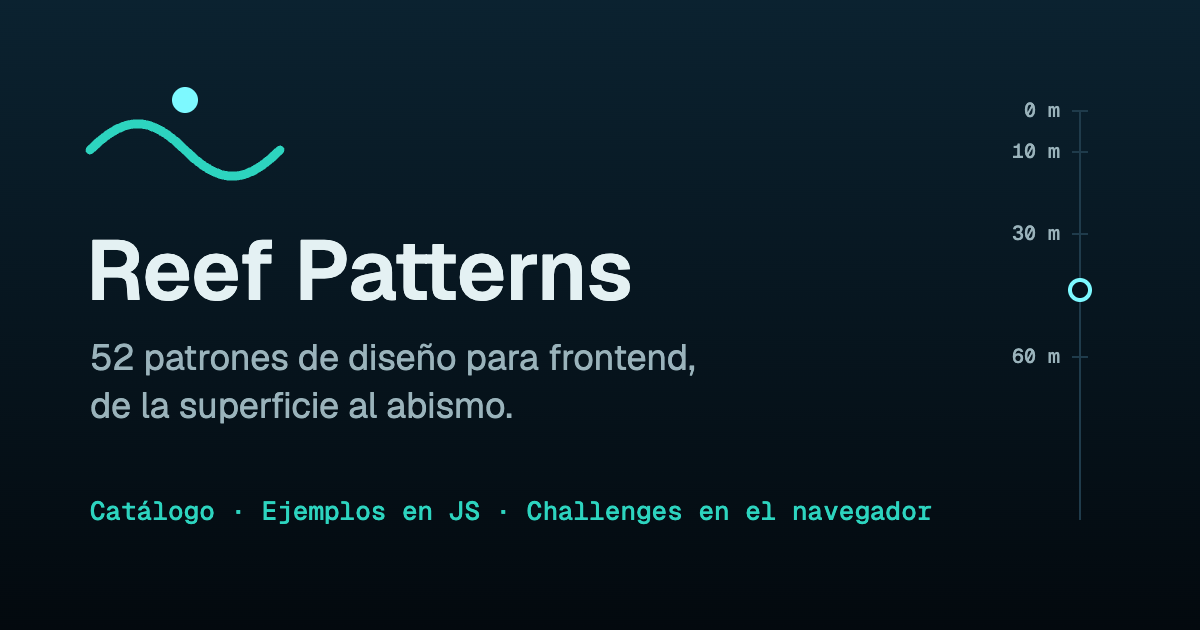 Reef Patterns
52 patrones de diseño para frontend,
de la superficie al abismo.
Catálogo · Ejemplos en JS · Challenges en el navegador
0 m
10 m
30 m
60 m